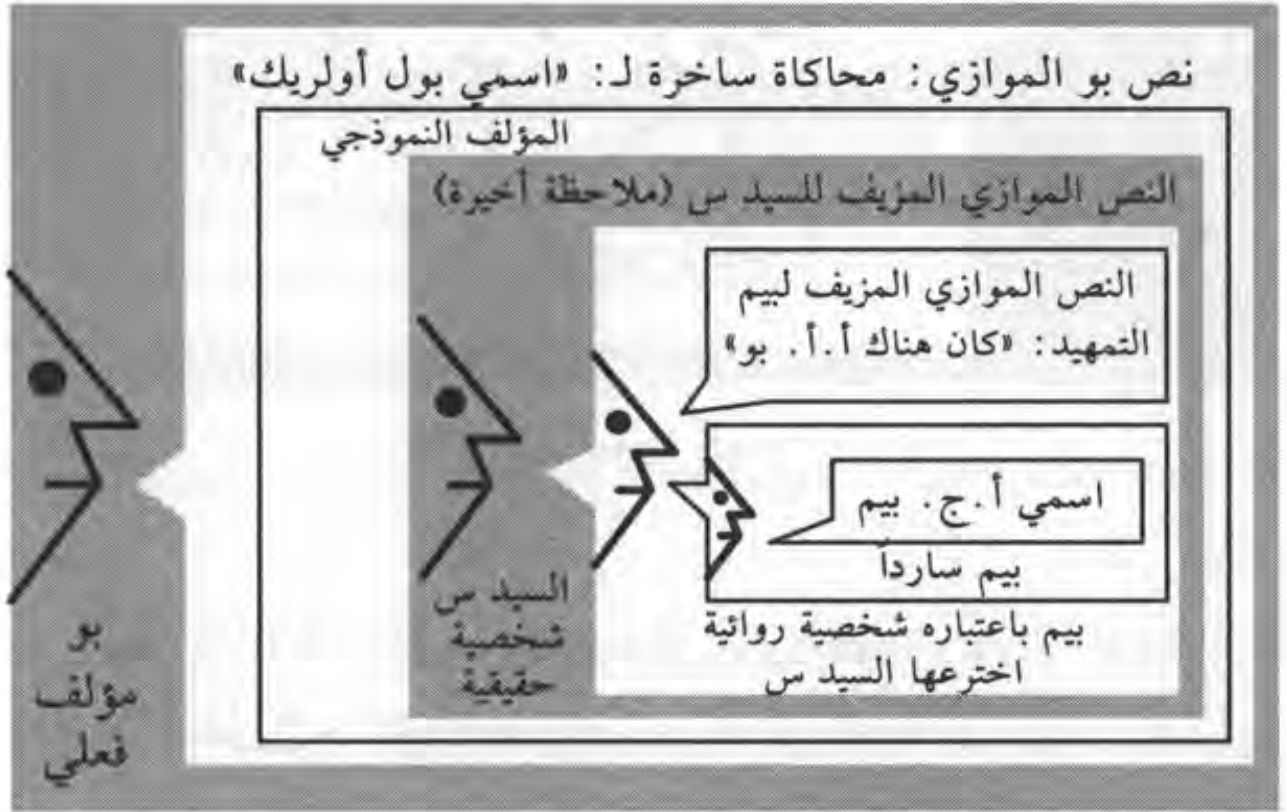 نص بو الموازي: محاكاة ساخرة لـ: «اسمي بول أولريك»
المؤلف النموذجي
النص الموازي المزيف للسيد س (ملاحظة أخيرة)
النص الموازي المزيف لبيم
التمهيد: «كان هناك أ.أ. بو»
اسمي أ.ج. بيم
بيم سارداً
بيم باعتباره شخصية روائية
اخترعها السيد س
السيد س
شخصية
حقيقية
بو
مؤلف
فعلي